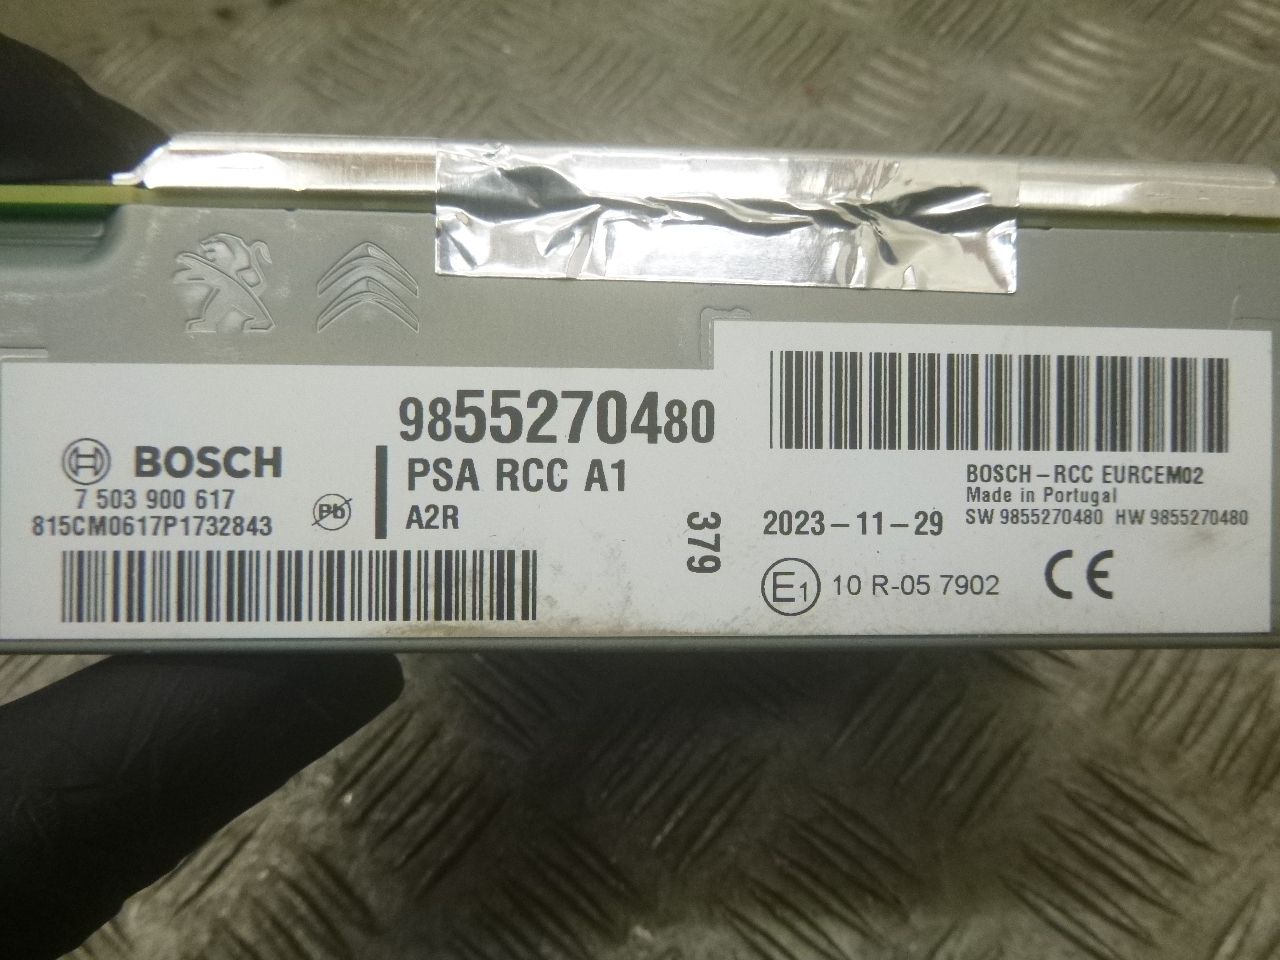 9855270480
BOSCH
PSA RCC A1
7 503 900 617
Pb
A2R
815CM0617P1732843
379
BOSCH-RCC EURCEM02
Made in Portugal
2023-11-29
SW 9855270480 HW 9855270480
E1 10 R-05 7902
CE